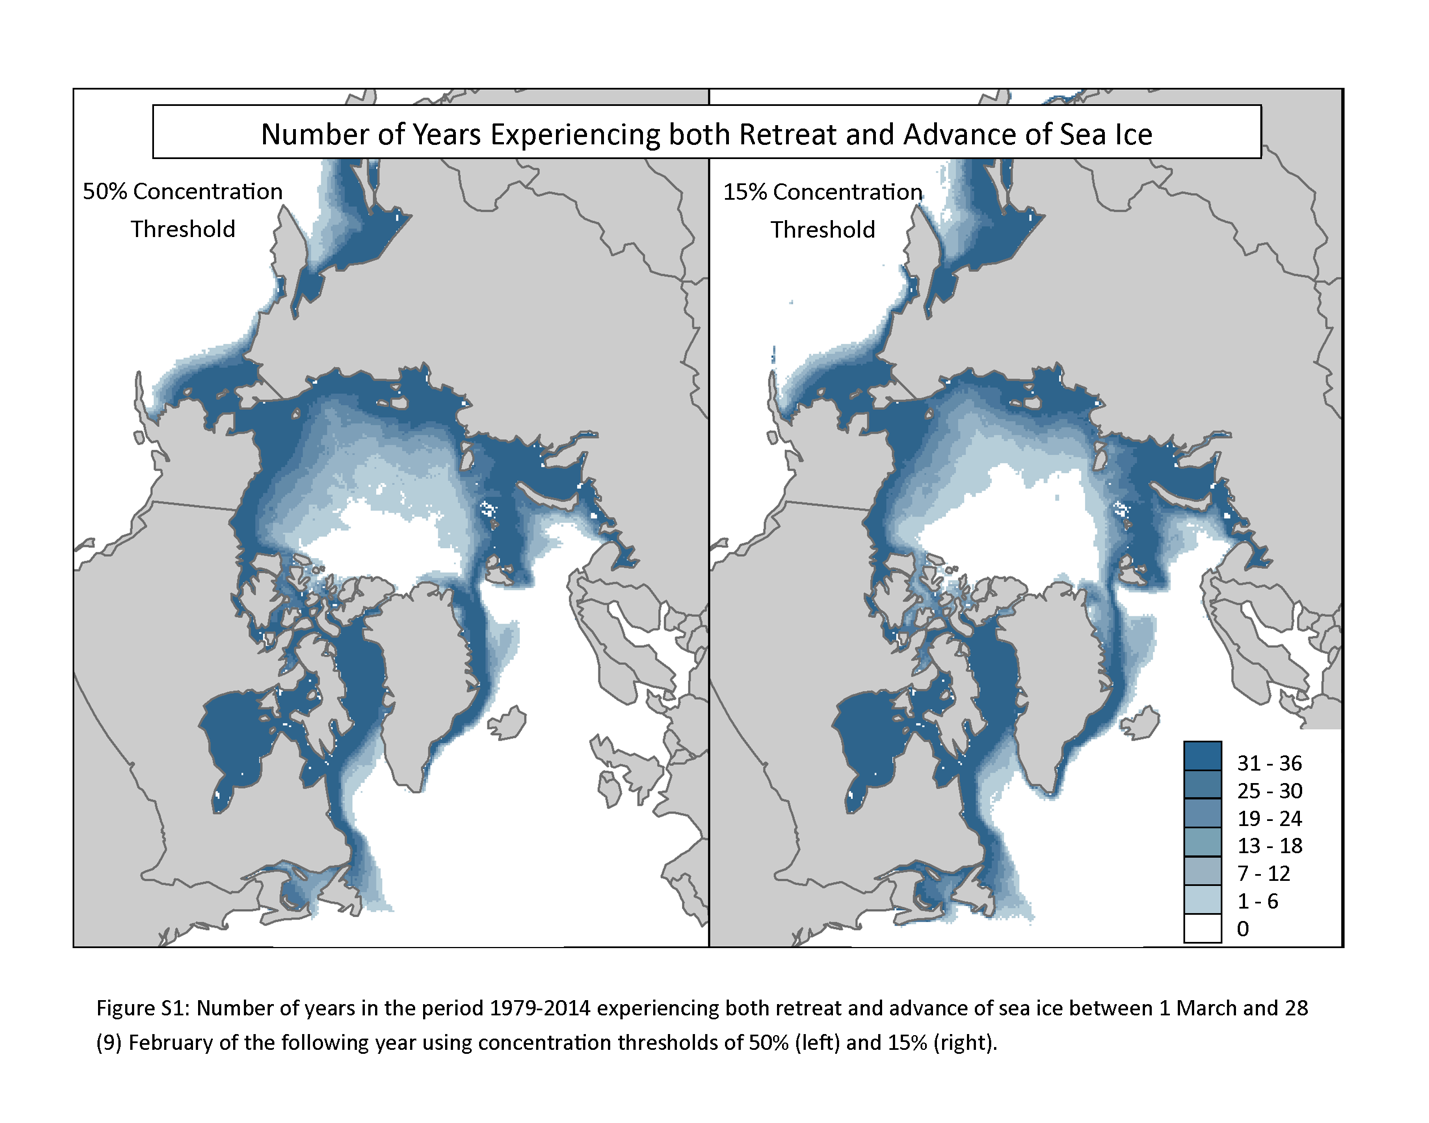 Number of Years Experiencing both Retreat and Advance of Sea Ice
50% Concentration
Threshold
15% Concentration
Threshold
31 - 36
25 - 30
19 - 24
13 - 18
7 - 12
1 - 6
0
Figure S1: Number of years in the period 1979-2014 experiencing both retreat and advance of sea ice between 1 March and 28
(9) February of the following year using concentration thresholds of 50% (left) and 15% (right).